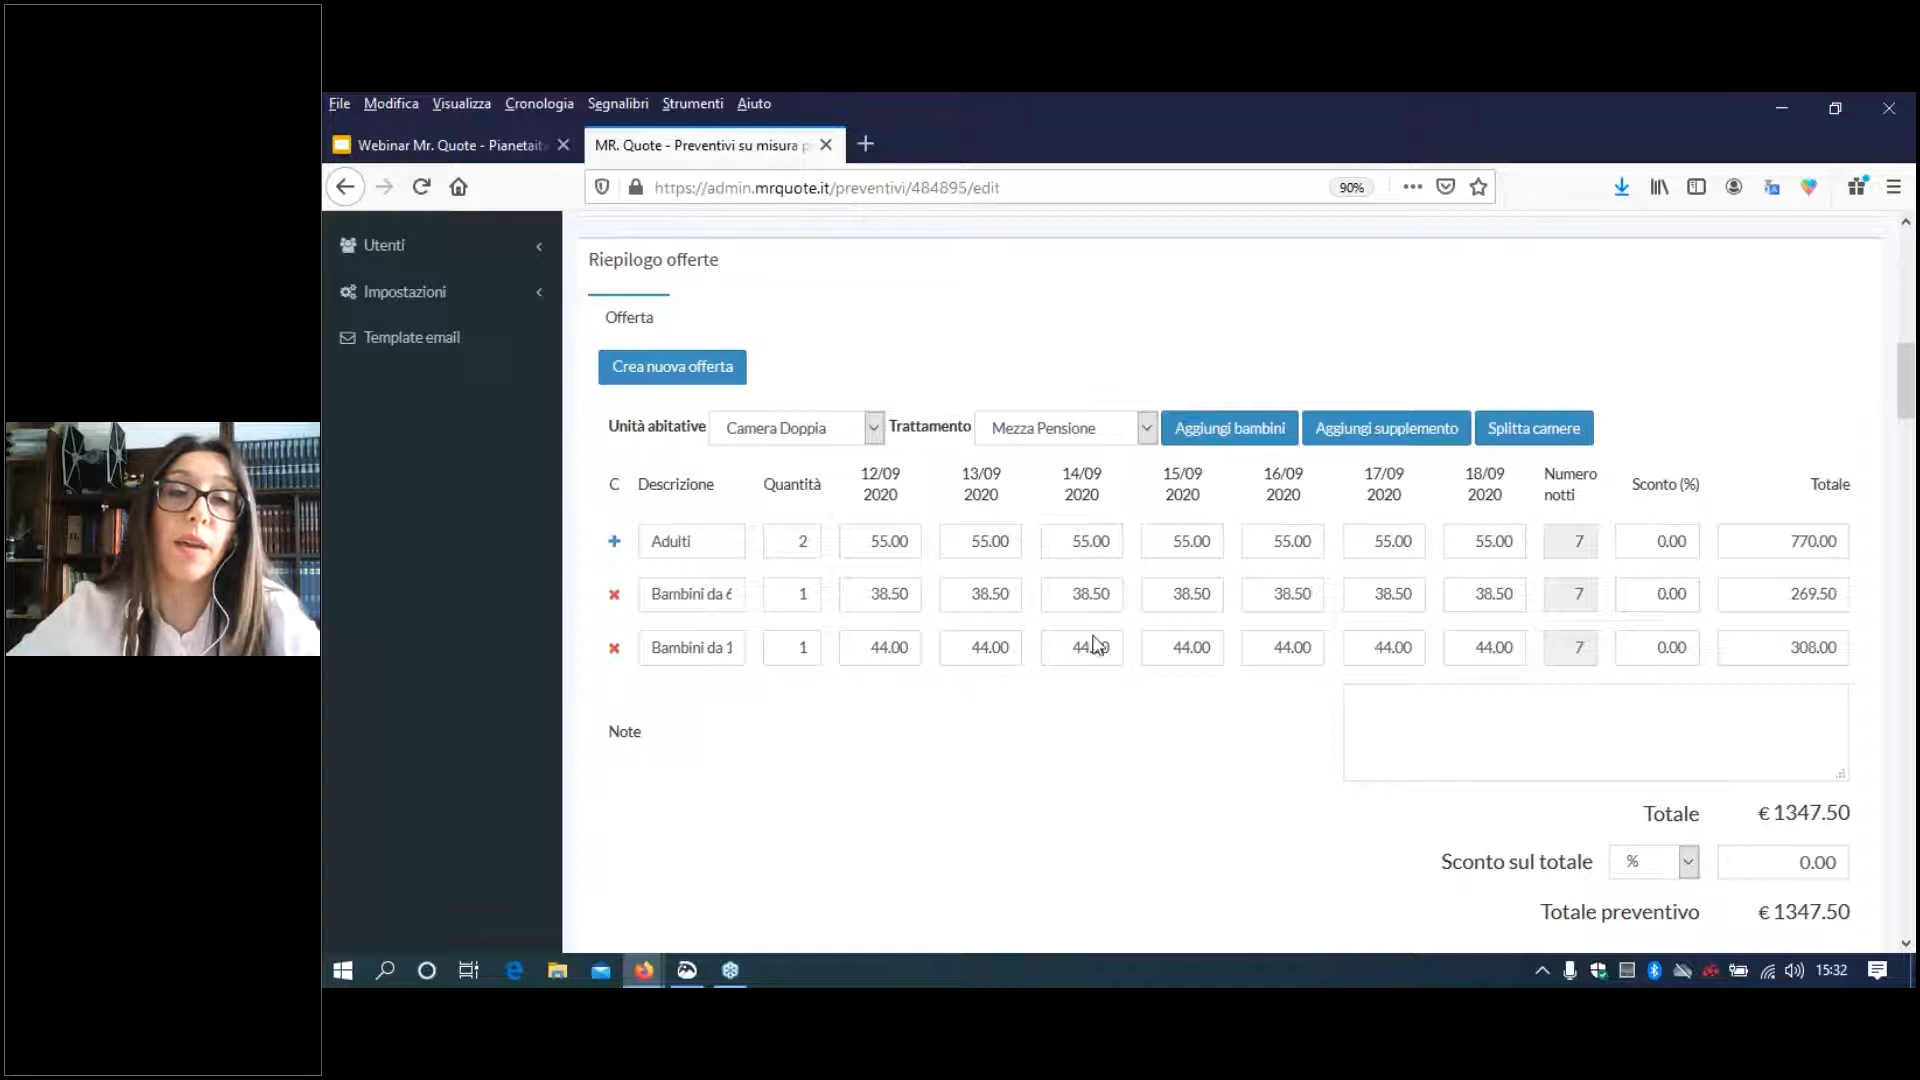 File Modifica Visualizza Cronologia Segnalibri Strumenti Aiuto
Webinar Mr. Quote - Pianetait
MR. Quote - Preventivi su misura p
https://admin.mrquote.it/preventivi/484895/edit
90%
Utenti
Impostazioni
Template email
Riepilogo offerte
Offerta
Crea nuova offerta
Unità abitative Camera Doppia Trattamento Mezza Pensione Aggiungi bambini Aggiungi supplemento Splitta camere
C Descrizione Quantità 12/09 2020 13/09 2020 14/09 2020 15/09 2020 16/09 2020 17/09 2020 18/09 2020 Numero notti Sconto (%) Totale
Adulti 2 55.00 55.00 55.00 55.00 55.00 55.00 55.00 7 0.00 770.00
Bambini da 6 1 38.50 38.50 38.50 38.50 38.50 38.50 38.50 7 0.00 269.50
Bambini da 1 1 44.00 44.00 44.00 44.00 44.00 44.00 44.00 7 0.00 308.00
Note
Totale € 1347.50
Sconto sul totale % 0.00
Totale preventivo € 1347.50
15:32